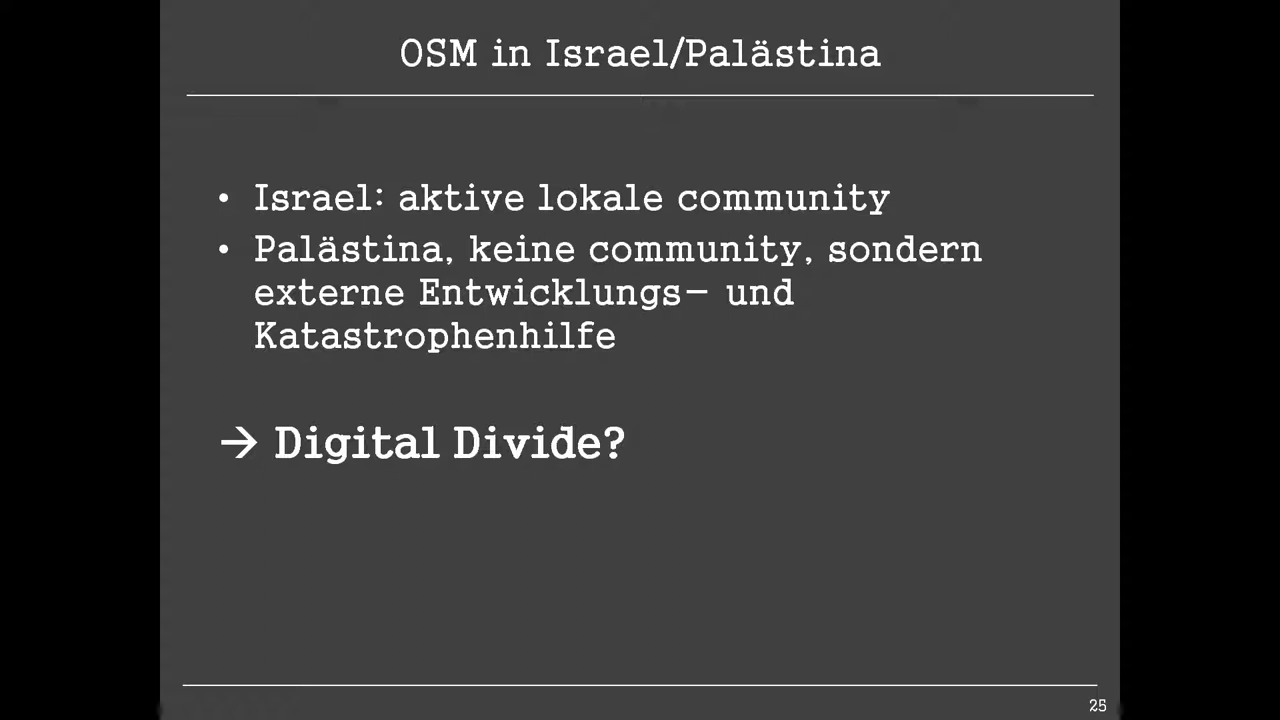 OSM in Israel/Palästina
• Israel: aktive lokale community
• Palästina, keine community, sondern
externe Entwicklungs- und
Katastrophenhilfe
→ Digital Divide?
25